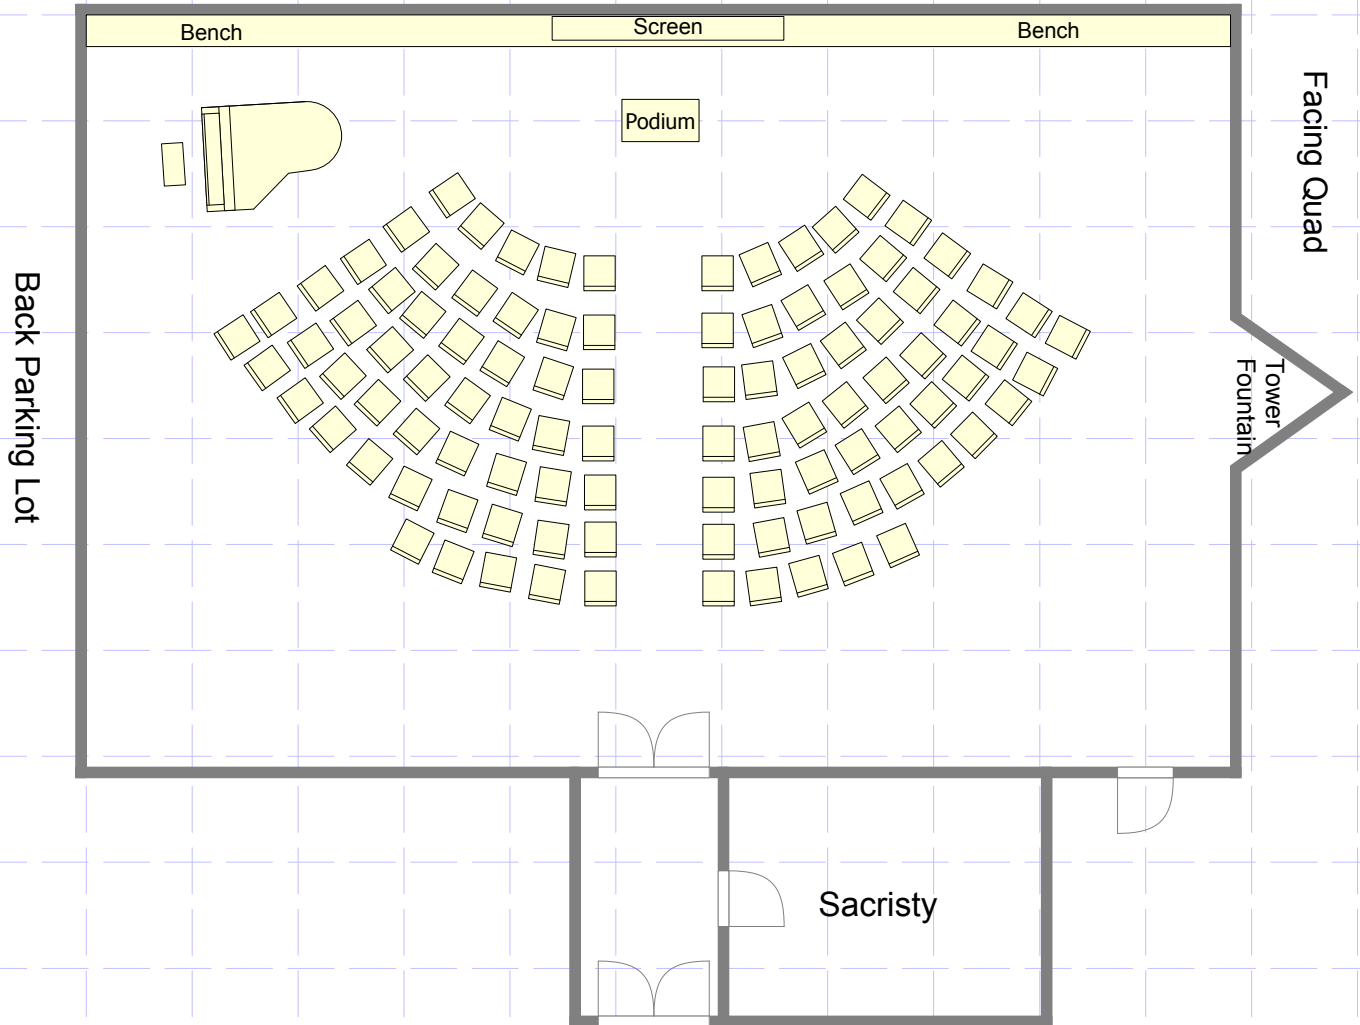 Bench
Screen
Bench
Podium
Facing Quad
Back Parking Lot
Tower
Fountain
Sacristy